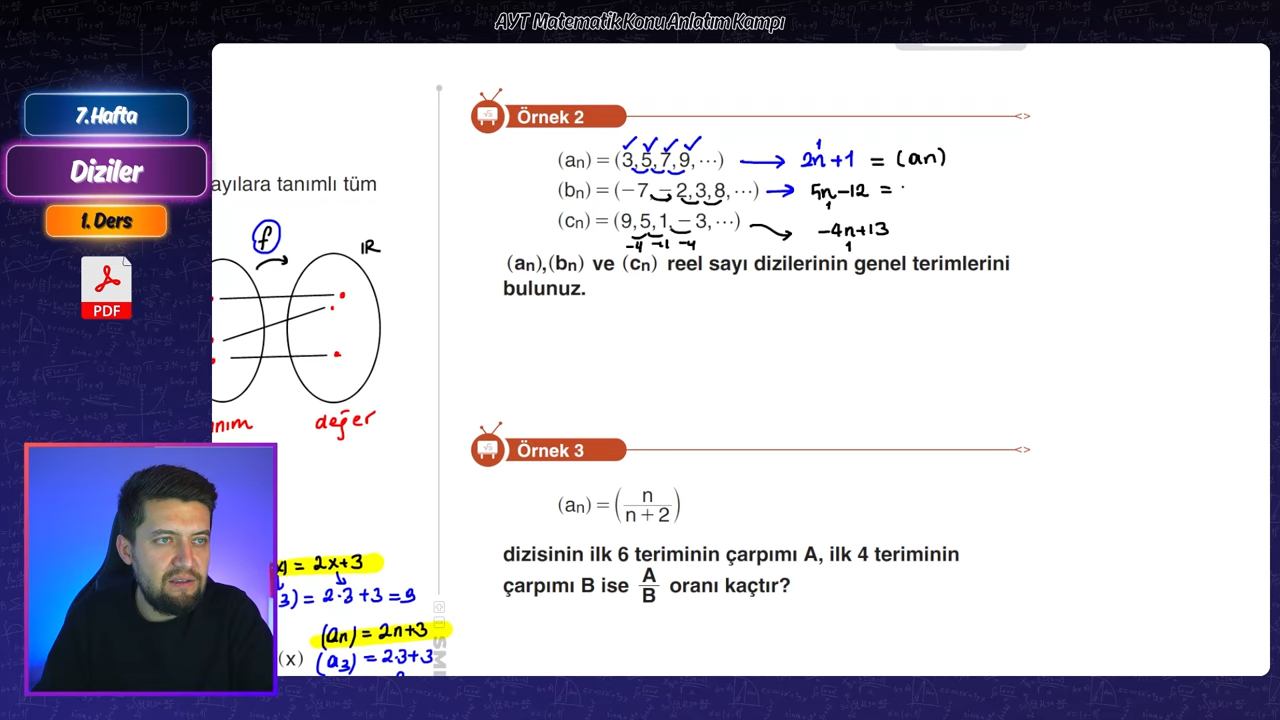 AYT Matematik Konu Anlatım Kampı
7. Hafta
Diziler
1. Ders
PDF
ayılara tanımlı tüm
f
IR
nım
değer
= 2x+3
3) = 2·3+3=9
(an) = 2n+3
(x) (a3) = 2·3+3
SME
Örnek 2
(an) = (3,5,7,9,⋯) → 2n+1 = (an)
1
(bn) = (−7,−2,3,8,⋯) → 5n−12 =
1
(cn) = (9,5,1,−3,⋯) → −4n+13
−4 −4 1
(an),(bn) ve (cn) reel sayı dizilerinin genel terimlerini
bulunuz.
Örnek 3
(an) = (n/n+2)
dizisinin ilk 6 teriminin çarpımı A, ilk 4 teriminin
çarpımı B ise A/B oranı kaçtır?